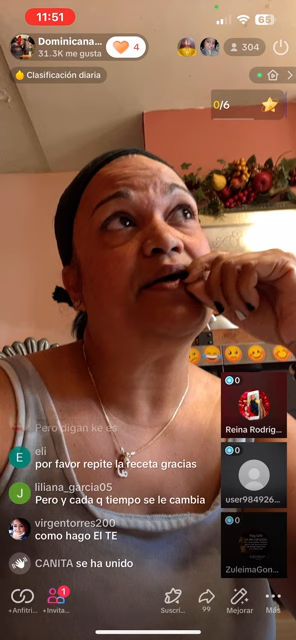 11:51
65
Dominicana...
31.3K me gusta
4
304
Clasificación diaria
0/6
0
Reina Rodrig...
Pero digan ke es
eli
E
por favor repite la receta gracias
0
user984926...
liliana_garcia05
J
Pero y cada q tiempo se le cambia
virgentorres200
como hago El TE
0
ZuleimaGon...
CANITA se ha unido
1
+Anfitri...
+Invita...
Suscri...
99
Mejorar
Más